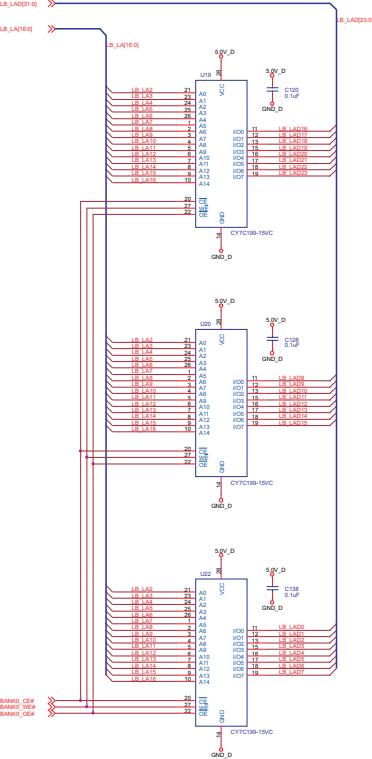 LB_LAD[31:0]
LB_LAD[23:0]
LB_LA[16:0]
LB_LA[16:0]
5.0V_D
U19
28
VCC
5.0V_D
C120
0.1uF
GND_D
LB_LA2 21 A0
LB_LA3 23 A1
LB_LA4 24 A2
LB_LA5 25 A3
LB_LA6 26 A4
LB_LA7 1 A5
LB_LA8 2 A6
LB_LA9 3 A7
LB_LA10 4 A8
LB_LA11 5 A9
LB_LA12 6 A10
LB_LA13 7 A11
LB_LA14 8 A12
LB_LA15 9 A13
LB_LA16 10 A14
I/O0 11 LB_LAD16
I/O1 12 LB_LAD17
I/O2 13 LB_LAD18
I/O3 15 LB_LAD19
I/O4 16 LB_LAD20
I/O5 17 LB_LAD21
I/O6 18 LB_LAD22
I/O7 19 LB_LAD23
20 CE
27 WE
22 OE
GND
14
CY7C199-15VC
GND_D
5.0V_D
U20
28
VCC
5.0V_D
C128
0.1uF
GND_D
LB_LA2 21 A0
LB_LA3 23 A1
LB_LA4 24 A2
LB_LA5 25 A3
LB_LA6 26 A4
LB_LA7 1 A5
LB_LA8 2 A6
LB_LA9 3 A7
LB_LA10 4 A8
LB_LA11 5 A9
LB_LA12 6 A10
LB_LA13 7 A11
LB_LA14 8 A12
LB_LA15 9 A13
LB_LA16 10 A14
I/O0 11 LB_LAD8
I/O1 12 LB_LAD9
I/O2 13 LB_LAD10
I/O3 15 LB_LAD11
I/O4 16 LB_LAD12
I/O5 17 LB_LAD13
I/O6 18 LB_LAD14
I/O7 19 LB_LAD15
20 CE
27 WE
22 OE
GND
14
CY7C199-15VC
GND_D
5.0V_D
U22
28
VCC
5.0V_D
C138
0.1uF
GND_D
LB_LA2 21 A0
LB_LA3 23 A1
LB_LA4 24 A2
LB_LA5 25 A3
LB_LA6 26 A4
LB_LA7 1 A5
LB_LA8 2 A6
LB_LA9 3 A7
LB_LA10 4 A8
LB_LA11 5 A9
LB_LA12 6 A10
LB_LA13 7 A11
LB_LA14 8 A12
LB_LA15 9 A13
LB_LA16 10 A14
I/O0 11 LB_LAD0
I/O1 12 LB_LAD1
I/O2 13 LB_LAD2
I/O3 15 LB_LAD3
I/O4 16 LB_LAD4
I/O5 17 LB_LAD5
I/O6 18 LB_LAD6
I/O7 19 LB_LAD7
BANK0_CE# 20 CE
BANK0_WE# 27 WE
BANK0_OE# 22 OE
GND
14
CY7C199-15VC
GND_D